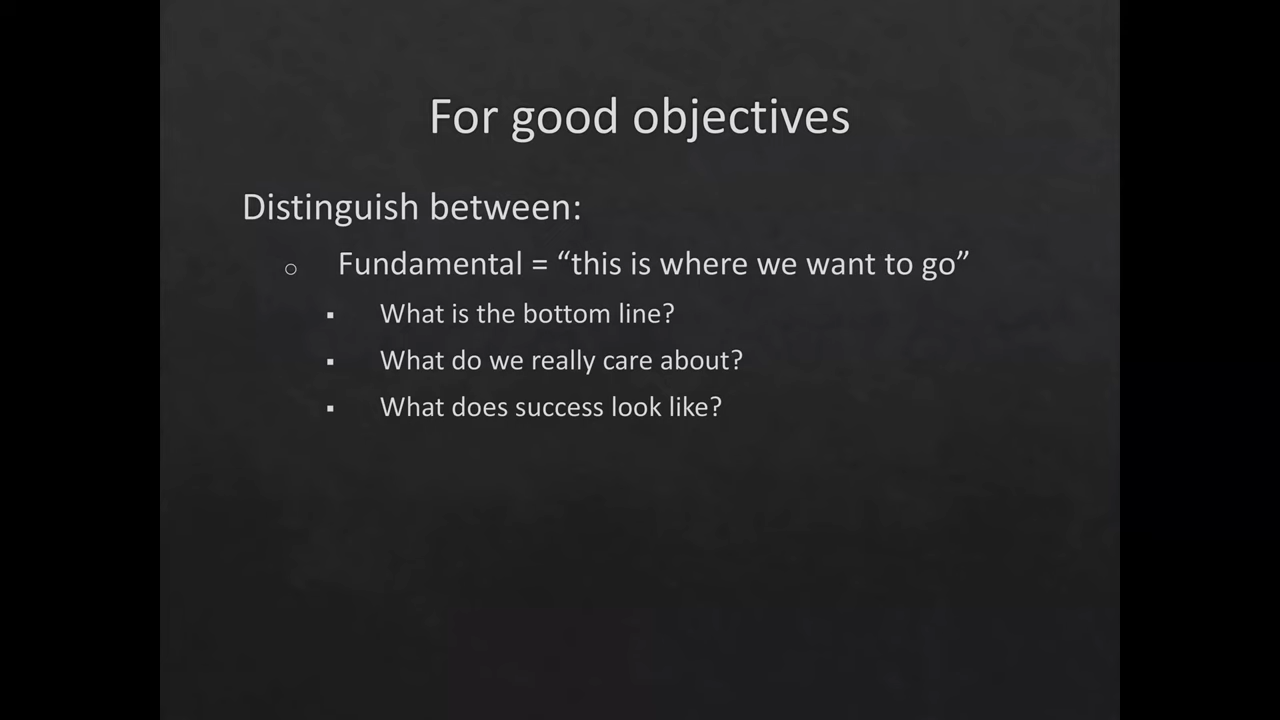 For good objectives
Distinguish between:
○ Fundamental = “this is where we want to go”
▪ What is the bottom line?
▪ What do we really care about?
▪ What does success look like?